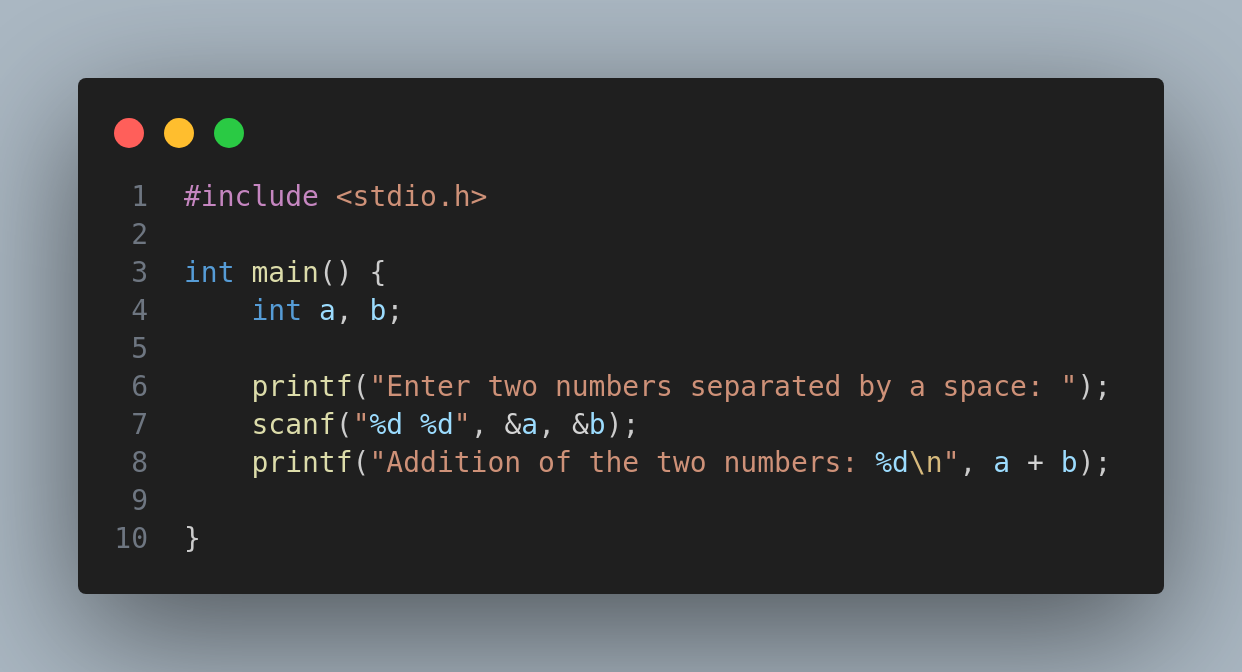 1 #include <stdio.h>
2
3 int main() {
4     int a, b;
5
6     printf("Enter two numbers separated by a space: ");
7     scanf("%d %d", &a, &b);
8     printf("Addition of the two numbers: %d\n", a + b);
9
10 }